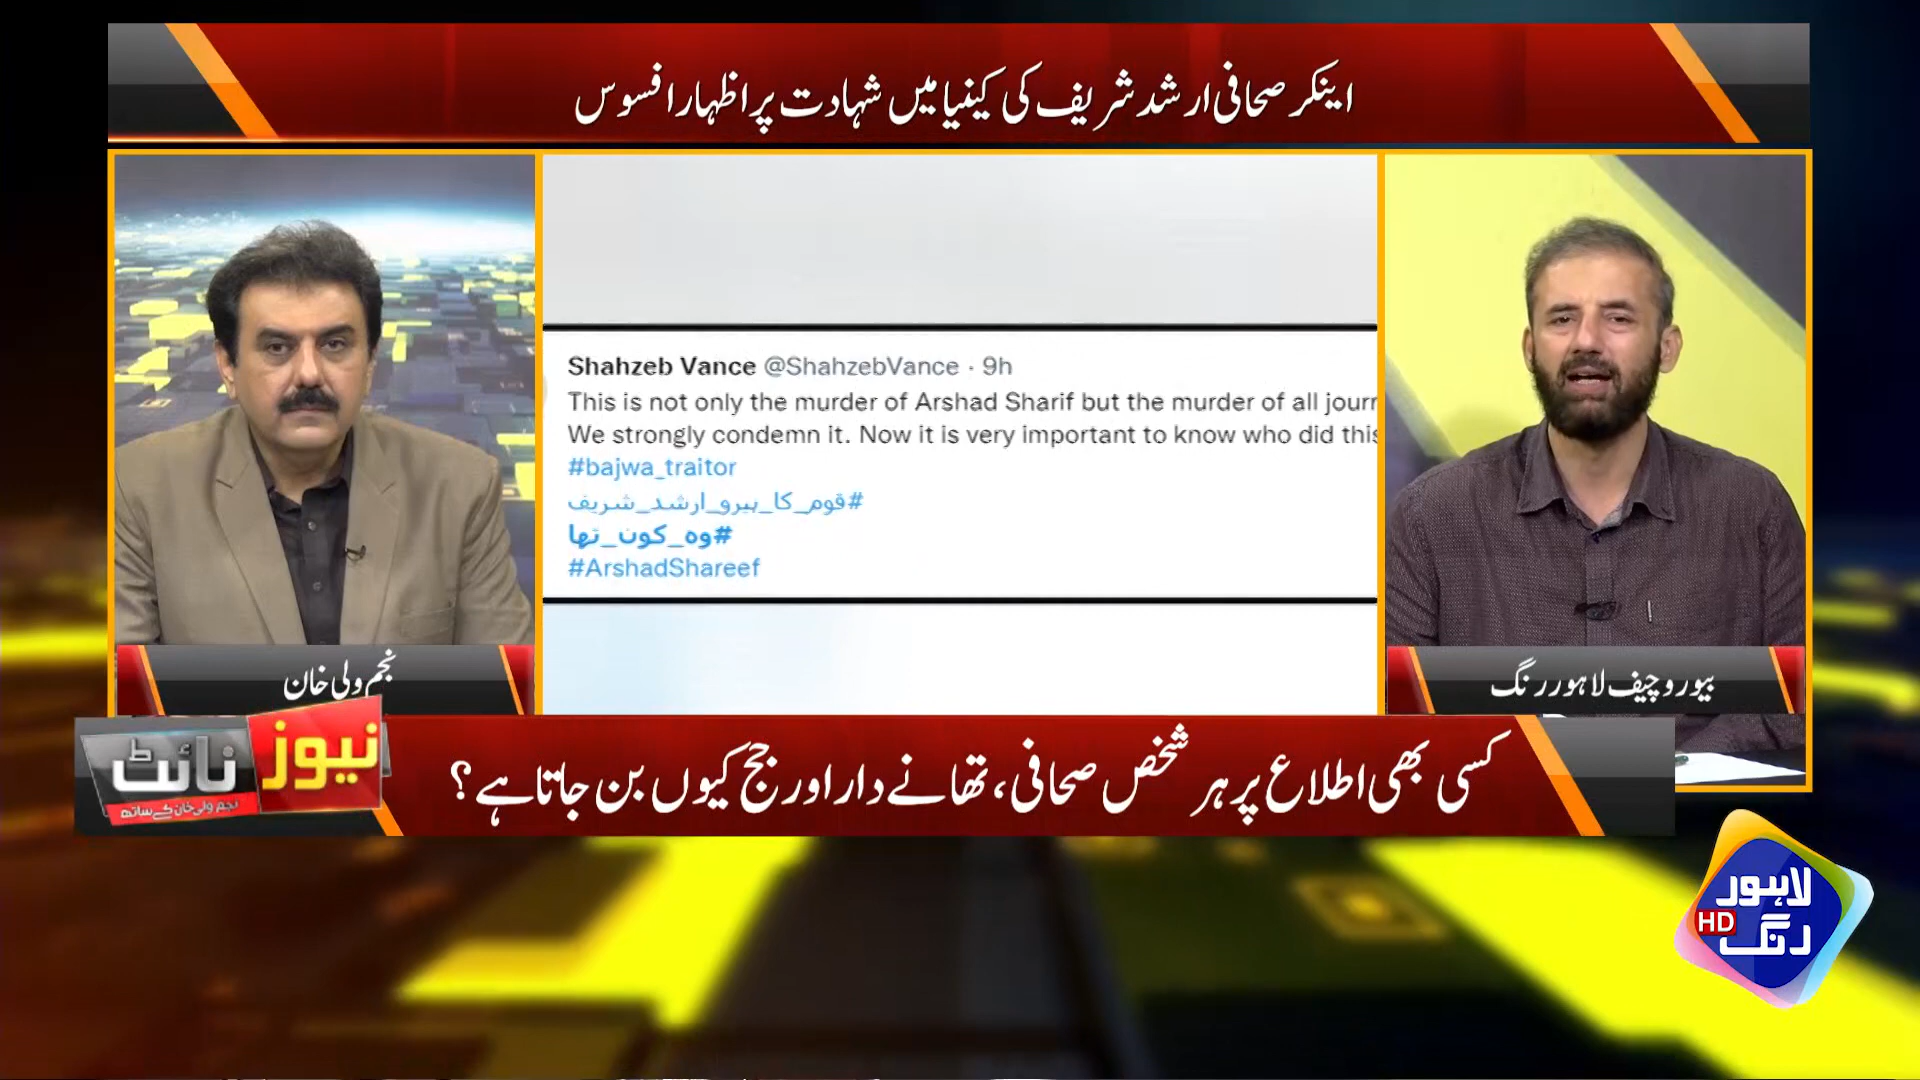 اینکر صحافی ارشد شریف کی کینیا میں شہادت پر اظہار افسوس
Shahzeb Vance @ShahzebVance · 9h
This is not only the murder of Arshad Sharif but the murder of all jour
We strongly condemn it. Now it is very important to know who did this
#bajwa_traitor
#قوم_کا_ہیرو_ارشد_شریف
#وہ_کون_تھا
#ArshadShareef
نجم ولی خان
بیورو چیف لاہور رنگ
نیوز
نائٹ
نجم ولی خان کے ساتھ
کسی بھی اطلاع پر ہر شخص صحافی، تھانے دار اور جج کیوں بن جاتا ہے؟
لاہور
رنگ
HD